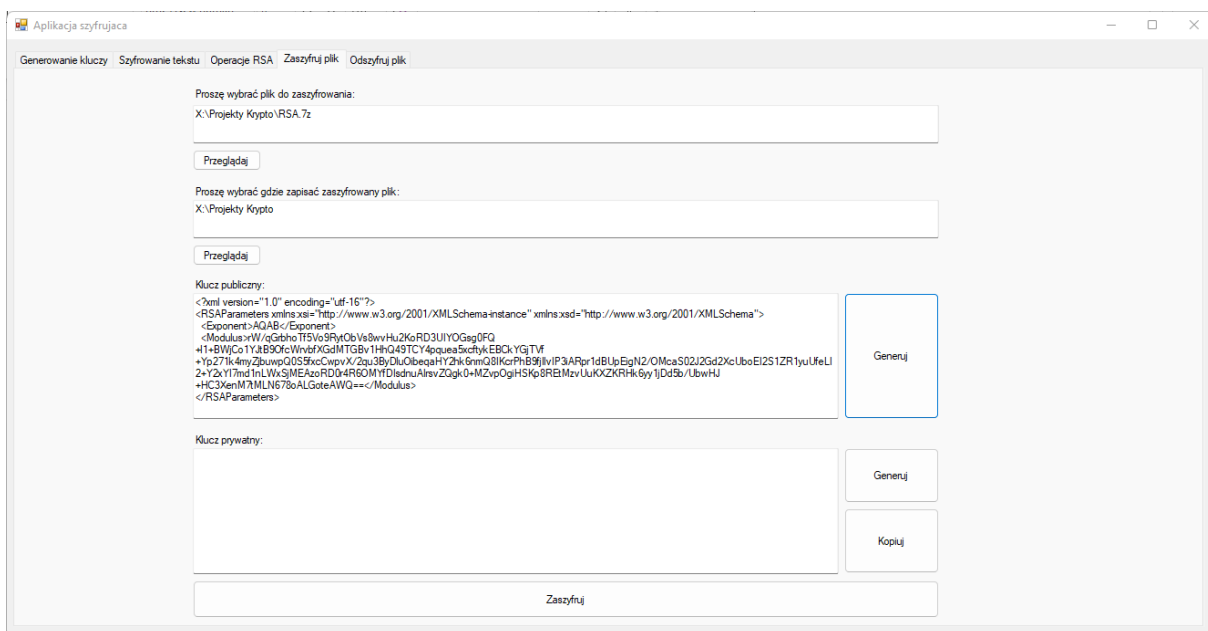 Aplikacja szyfrujaca
Generowanie kluczy Szyfrowanie tekstu Operacje RSA Zaszyfruj plik Odszyfruj plik
Proszę wybrać plik do zaszyfrowania:
X:\Projekty Krypto\RSA.7z
Przeglądaj
Proszę wybrać gdzie zapisać zaszyfrowany plik:
X:\Projekty Krypto
Przeglądaj
Klucz publiczny:
<?xml version="1.0" encoding="utf-16"?>
<RSAParameters xmlns:xsi="http://www.w3.org/2001/XMLSchema-instance" xmlns:xsd="http://www.w3.org/2001/XMLSchema">
<Exponent>AQAB</Exponent>
</RSAParameters>
Generuj
Klucz prywatny:
Generuj
Kopiuj
Zaszyfruj